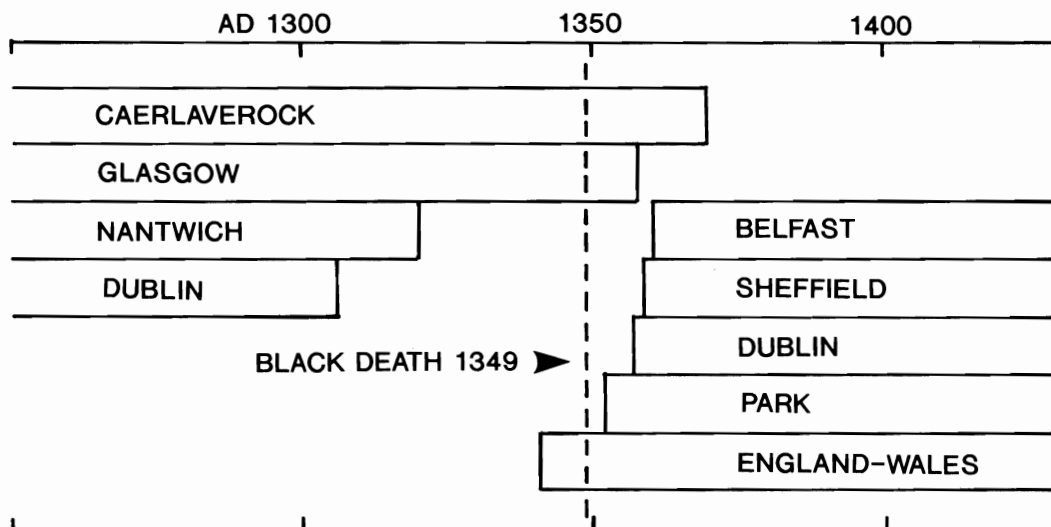 AD 1300 1350 1400
CAERLAVEROCK
GLASGOW
NANTWICH BELFAST
DUBLIN SHEFFIELD
DUBLIN
BLACK DEATH 1349
PARK
ENGLAND-WALES